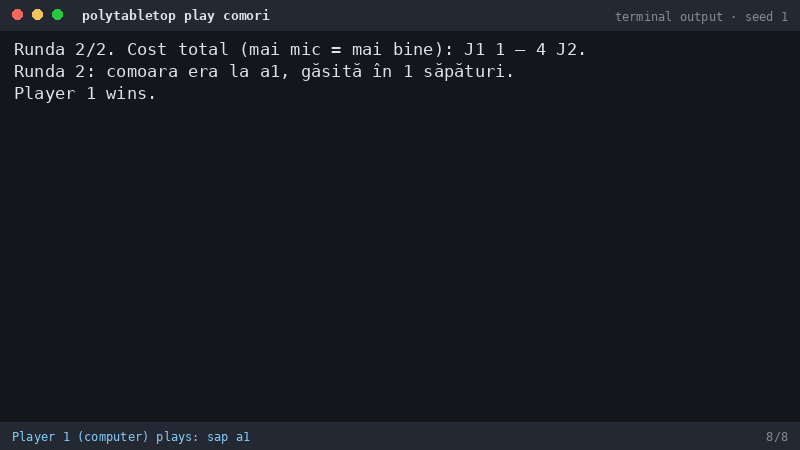 polytabletop play comori
terminal output · seed 1
Runda 2/2. Cost total (mai mic = mai bine): J1 1 — 4 J2.
Runda 2: comoara era la a1, găsită în 1 săpături.
Player 1 wins.
Player 1 (computer) plays: sap a1
8/8